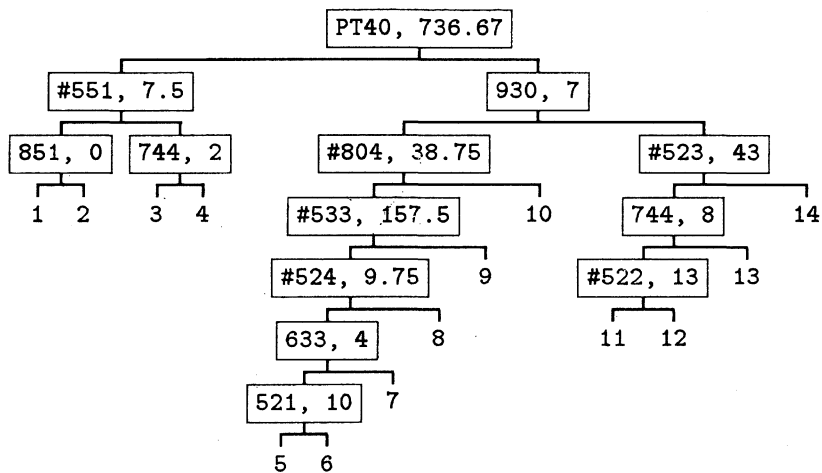 PT40, 736.67
#551, 7.5 930, 7
851, 0 744, 2 #804, 38.75 #523, 43
1 2 3 4 #533, 157.5 10 744, 8 14
#524, 9.75 9 #522, 13 13
633, 4 8 11 12
521, 10 7
5 6